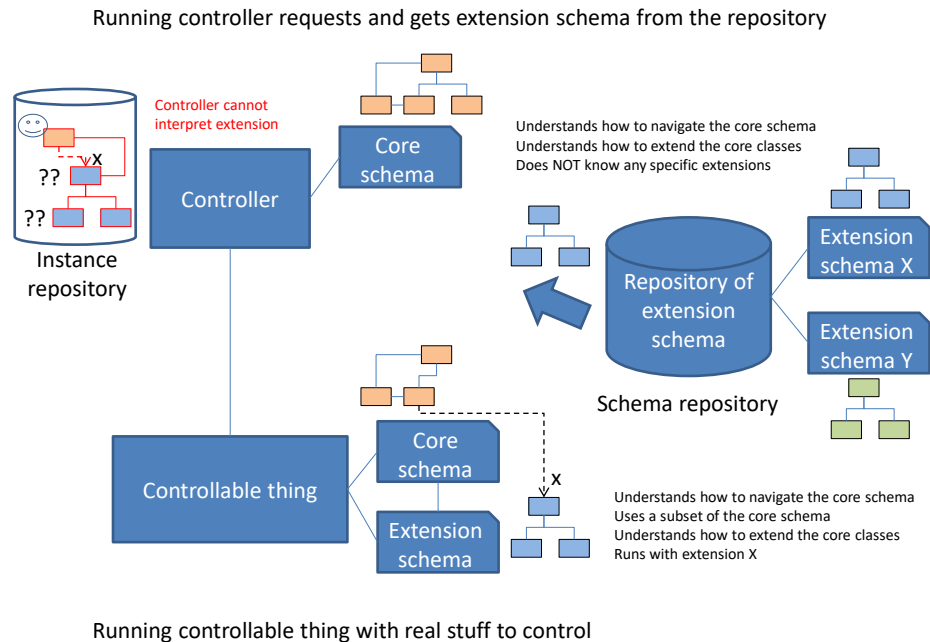 Running controller requests and gets extension schema from the repository
Controller cannot
interpret extension
X
??
??
Instance
repository
Controller
Core
schema
Understands how to navigate the core schema
Understands how to extend the core classes
Does NOT know any specific extensions
Repository of
extension
schema
Extension
schema X
Extension
schema Y
Schema repository
Controllable thing
Core
schema
Extension
schema
X
Understands how to navigate the core schema
Uses a subset of the core schema
Understands how to extend the core classes
Runs with extension X
Running controllable thing with real stuff to control